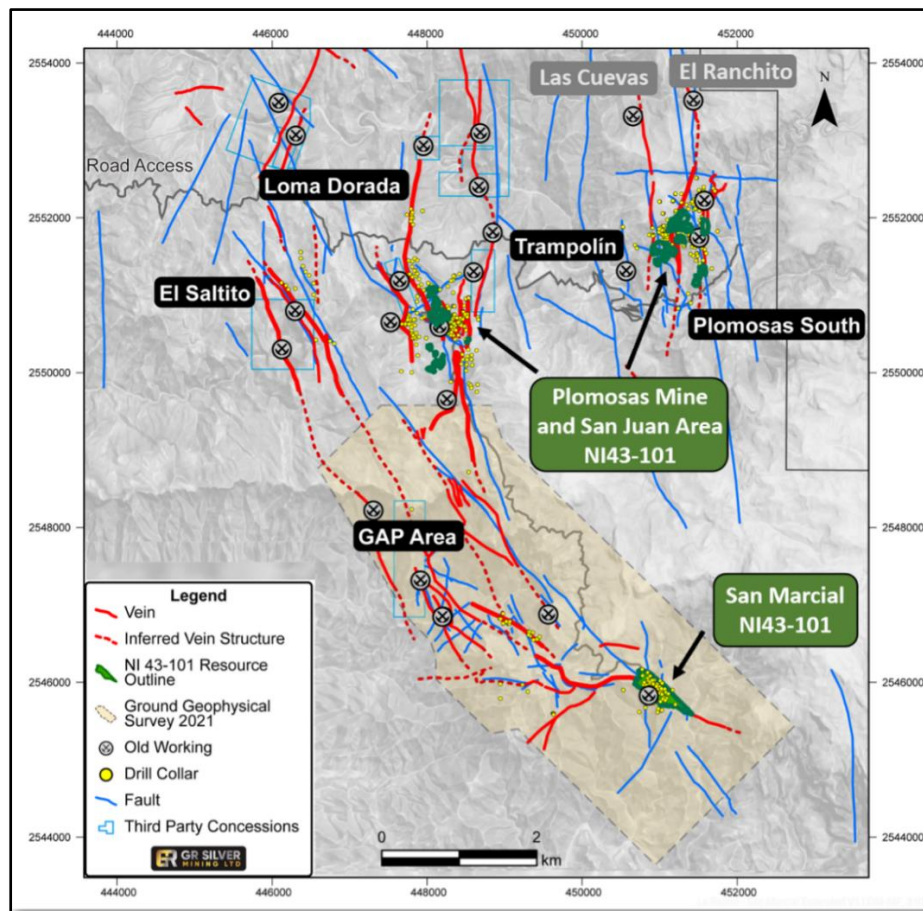 444000
446000
448000
450000
452000
2554000
2554000
Las Cuevas
El Ranchito
N
Road Access
Loma Dorada
2552000
2552000
Trampolín
El Saltito
Plomosas South
2550000
2550000
Plomosas Mine
and San Juan Area
NI43-101
2548000
2548000
GAP Area
San Marcial
NI43-101
Legend
Vein
Inferred Vein Structure
NI 43-101 Resource
Outline
Ground Geophysical
Survey 2021
Old Working
Drill Collar
Fault
Third Party Concessions
GR SILVER
MINING LTD
2546000
2546000
2544000
2544000
0
2
km
444000
446000
448000
450000
452000